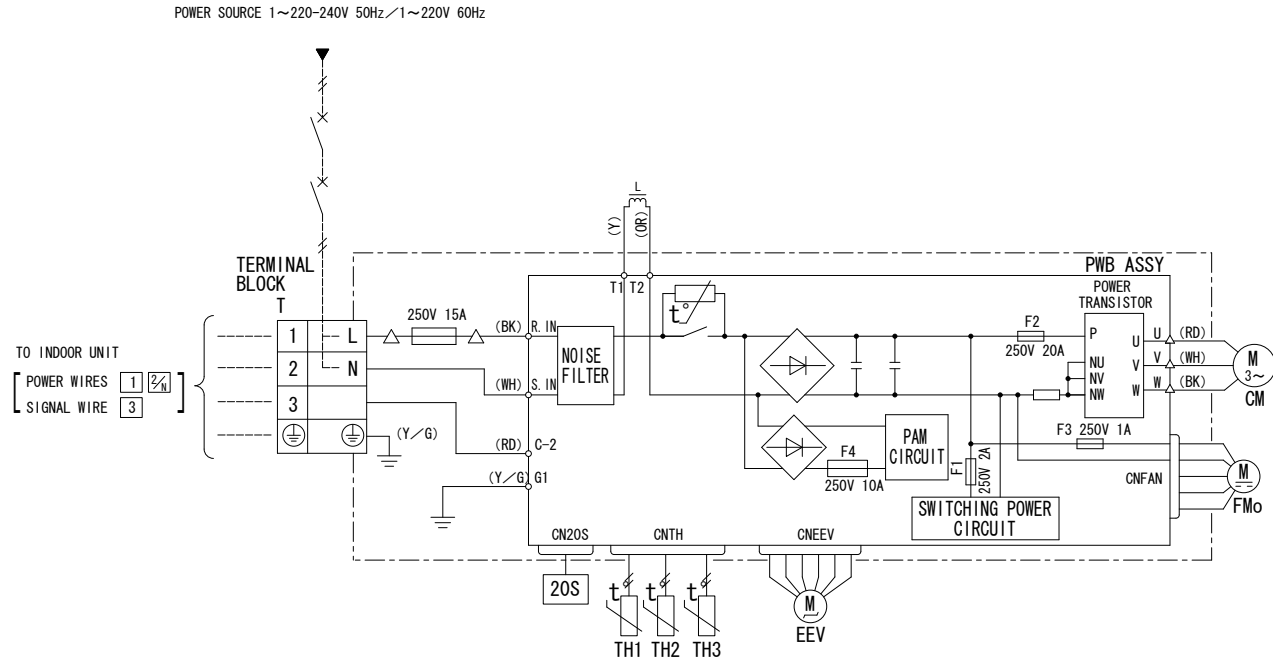 POWER SOURCE 1～220-240V 50Hz／1～220V 60Hz
L
(Y)
(OR)
TERMINAL
BLOCK
T
PWB ASSY
T1 T2
t°
POWER
TRANSISTOR
250V 15A
1 L
2 N
3
(BK) R.IN
(WH) S.IN
NOISE
FILTER
F2
250V 20A
P
NU
NV
NW
U
V
W
U (RD)
V (WH)
W (BK)
M
3～
CM
TO INDOOR UNIT
POWER WIRES 1 2/N
SIGNAL WIRE 3
(Y／G)
(RD) C-2
(Y／G) G1
F4
250V 10A
PAM
CIRCUIT
F1
250V 2A
F3 250V 1A
CNFAN
M
FMo
SWITCHING POWER
CIRCUIT
CN20S
CNTH
CNEEV
20S
t
t
t
TH1 TH2 TH3
M
EEV